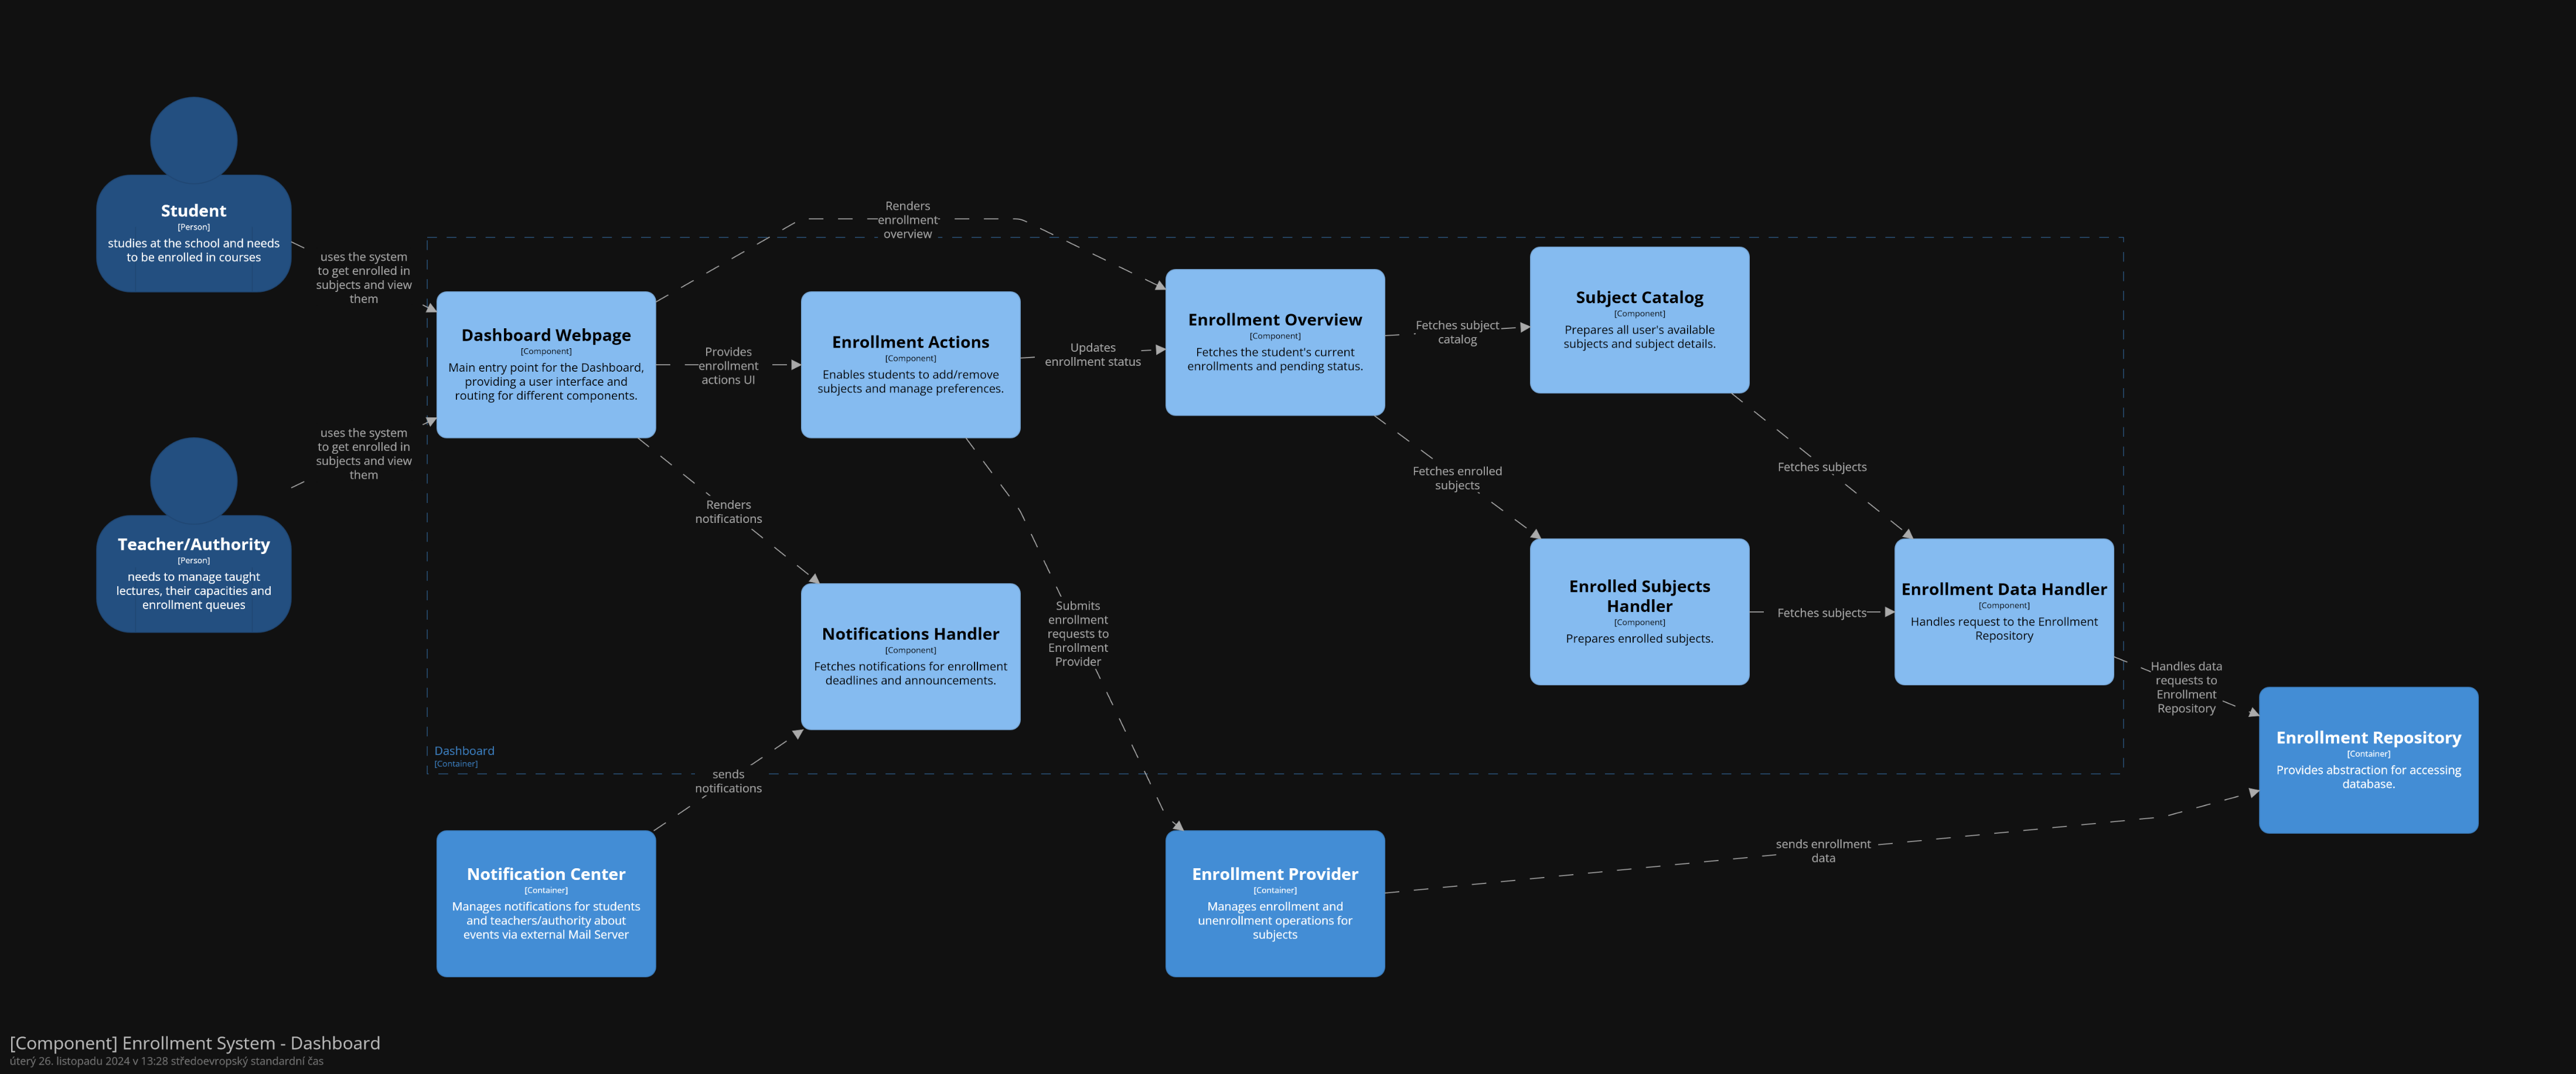 Student
[Person]
studies at the school and needs
to be enrolled in courses
uses the system
to get enrolled in
subjects and view
them
Teacher/Authority
[Person]
needs to manage taught
lectures, their capacities and
enrollment queues
uses the system
to get enrolled in
subjects and view
them
Dashboard Webpage
[Component]
Main entry point for the Dashboard,
providing a user interface and
routing for different components.
Renders
enrollment
overview
Provides
enrollment
actions UI
Renders
notifications
Enrollment Actions
[Component]
Enables students to add/remove
subjects and manage preferences.
Updates
enrollment status
Submits
enrollment
requests to
Enrollment
Provider
Enrollment Overview
[Component]
Fetches the student's current
enrollments and pending status.
Fetches subject
catalog
Fetches enrolled
subjects
Subject Catalog
[Component]
Prepares all user's available
subjects and subject details.
Fetches subjects
Notifications Handler
[Component]
Fetches notifications for enrollment
deadlines and announcements.
Enrolled Subjects
Handler
[Component]
Prepares enrolled subjects.
Fetches subjects
Enrollment Data Handler
[Component]
Handles request to the Enrollment
Repository
Handles data
requests to
Enrollment
Repository
Dashboard
[Container]
sends
notifications
Notification Center
[Container]
Manages notifications for students
and teachers/authority about
events via external Mail Server
Enrollment Provider
[Container]
Manages enrollment and
unenrollment operations for
subjects
sends enrollment
data
Enrollment Repository
[Container]
Provides abstraction for accessing
database.
[Component] Enrollment System - Dashboard
úterý 26. listopadu 2024 v 13:28 středoevropský standardní čas